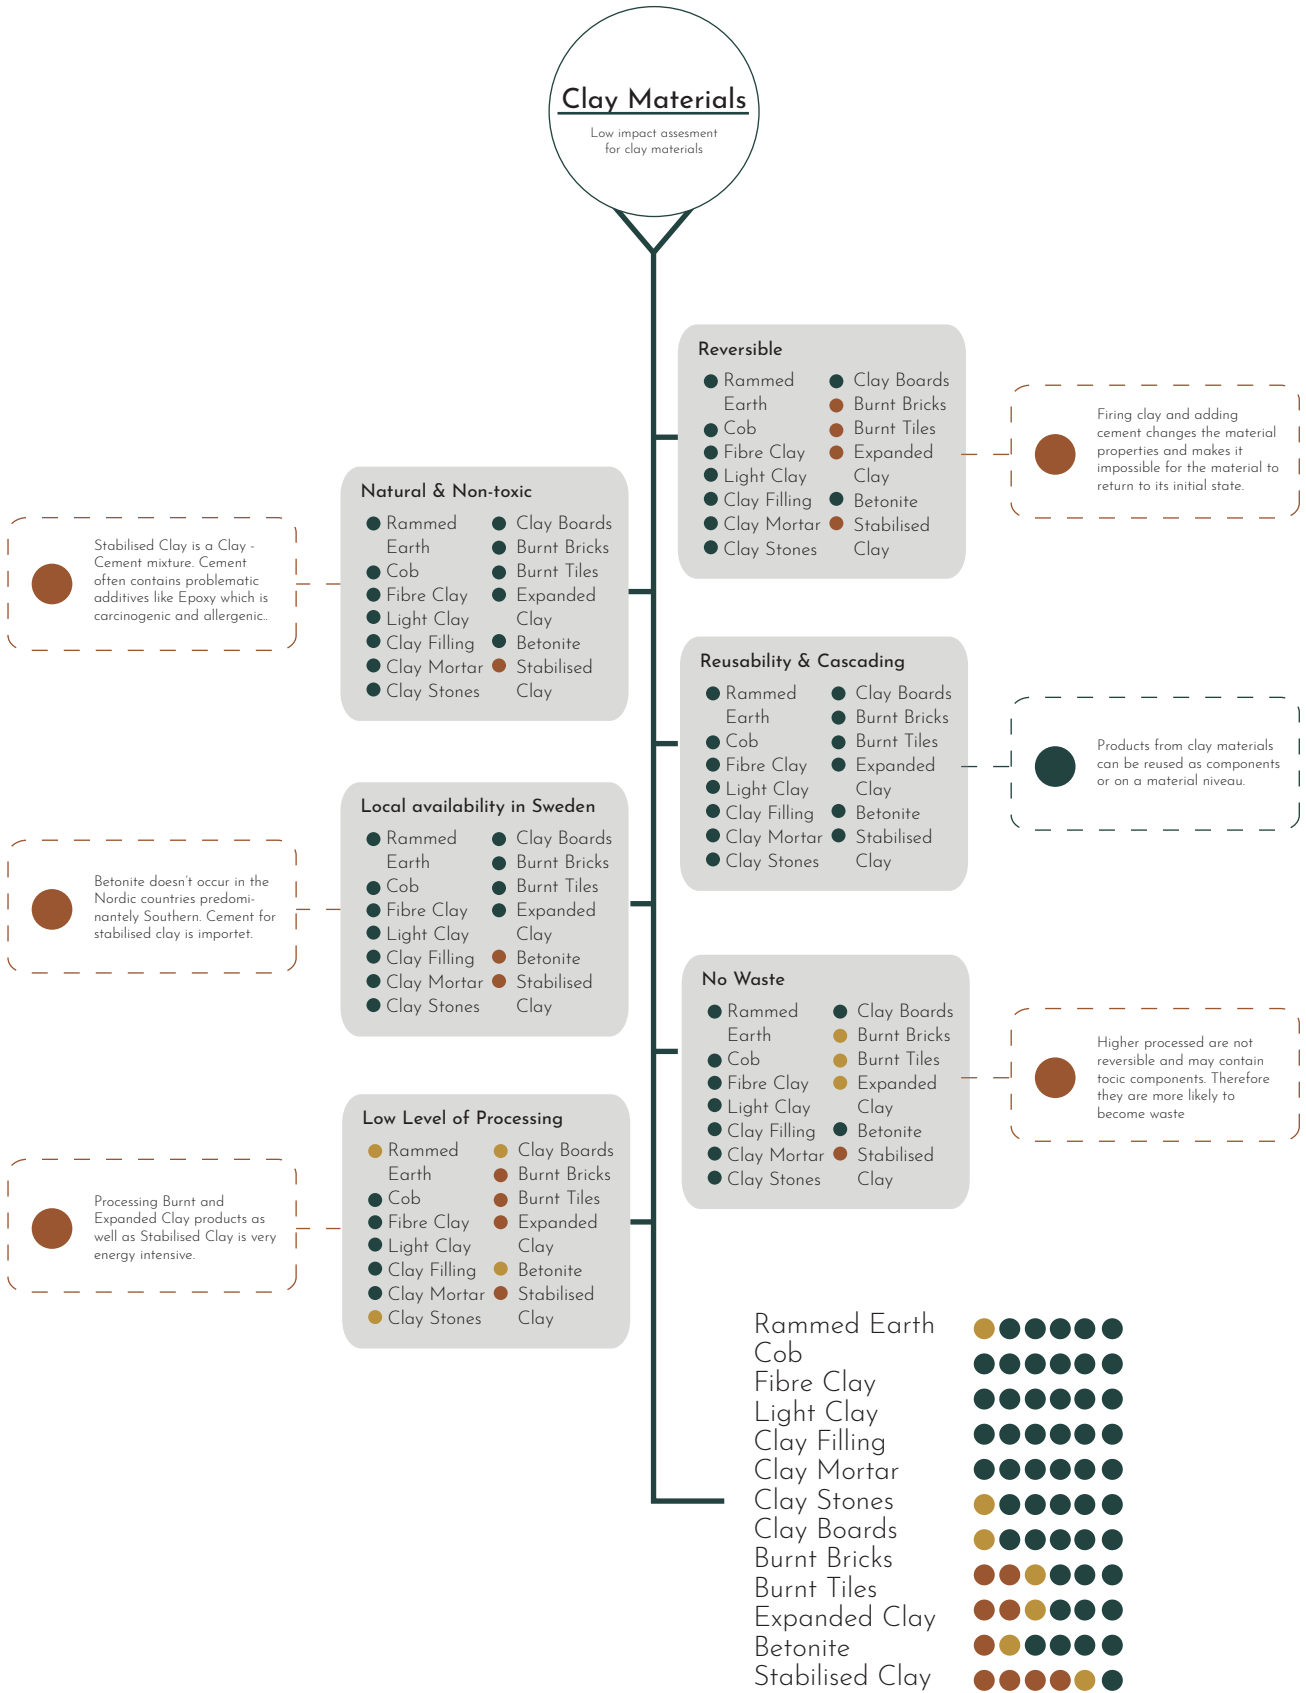 Clay Materials
Low impact assesment
for clay materials
Reversible
Rammed
Earth
Cob
Fibre Clay
Light Clay
Clay Filling
Clay Mortar
Clay Stones
Clay Boards
Burnt Bricks
Burnt Tiles
Expanded
Clay
Betonite
Stabilised
Clay
Firing clay and adding
cement changes the material
properties and makes it
impossible for the material to
return to its initial state.
Natural & Non-toxic
Rammed
Earth
Cob
Fibre Clay
Light Clay
Clay Filling
Clay Mortar
Clay Stones
Clay Boards
Burnt Bricks
Burnt Tiles
Expanded
Clay
Betonite
Stabilised
Clay
Stabilised Clay is a Clay -
Cement mixture. Cement
often contains problematic
additives like Epoxy which is
carcinogenic and allergenic..
Reusability & Cascading
Rammed
Earth
Cob
Fibre Clay
Light Clay
Clay Filling
Clay Mortar
Clay Stones
Clay Boards
Burnt Bricks
Burnt Tiles
Expanded
Clay
Betonite
Stabilised
Clay
Products from clay materials
can be reused as components
or on a material niveau.
Local availability in Sweden
Rammed
Earth
Cob
Fibre Clay
Light Clay
Clay Filling
Clay Mortar
Clay Stones
Clay Boards
Burnt Bricks
Burnt Tiles
Expanded
Clay
Betonite
Stabilised
Clay
Betonite doesn't occur in the
Nordic countries predomi-
nantely Southern. Cement for
stabilised clay is importet.
No Waste
Rammed
Earth
Cob
Fibre Clay
Light Clay
Clay Filling
Clay Mortar
Clay Stones
Clay Boards
Burnt Bricks
Burnt Tiles
Expanded
Clay
Betonite
Stabilised
Clay
Higher processed are not
reversible and may contain
tocic components. Therefore
they are more likely to
become waste
Low Level of Processing
Rammed
Earth
Cob
Fibre Clay
Light Clay
Clay Filling
Clay Mortar
Clay Stones
Clay Boards
Burnt Bricks
Burnt Tiles
Expanded
Clay
Betonite
Stabilised
Clay
Processing Burnt and
Expanded Clay products as
well as Stabilised Clay is very
energy intensive.
Rammed Earth
Cob
Fibre Clay
Light Clay
Clay Filling
Clay Mortar
Clay Stones
Clay Boards
Burnt Bricks
Burnt Tiles
Expanded Clay
Betonite
Stabilised Clay